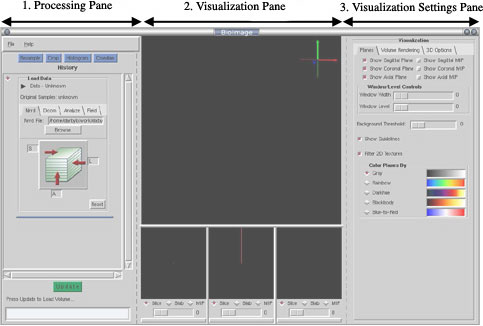 1. Processing Pane
2. Visualization Pane
3. Visualization Settings Pane
BioImage
File Help
Resample Crop Histogram Combine
History
Load Data
Data - Unknown
Original Samples: unknown
Nrrd Dicom Analyze Field
Nrrd File
Browse
S
L
A
Reset
Update
Press Update to Load Volume...
Slice Slab MIP
0
Slice Slab MIP
0
Slice Slab MIP
0
Visualization
Planes Volume Rendering 3D Options
Show Sagittal Plane Show Sagittal MIP
Show Coronal Plane Show Coronal MIP
Show Axial Plane Show Axial MIP
Window/Level Controls
Window Width 0
Window Level 0
Background Threshold: 0
Show Guidelines
Filter 2D Textures
Color Planes By
Gray
Rainbow
Darkhue
Blackbody
Blue-to-Red